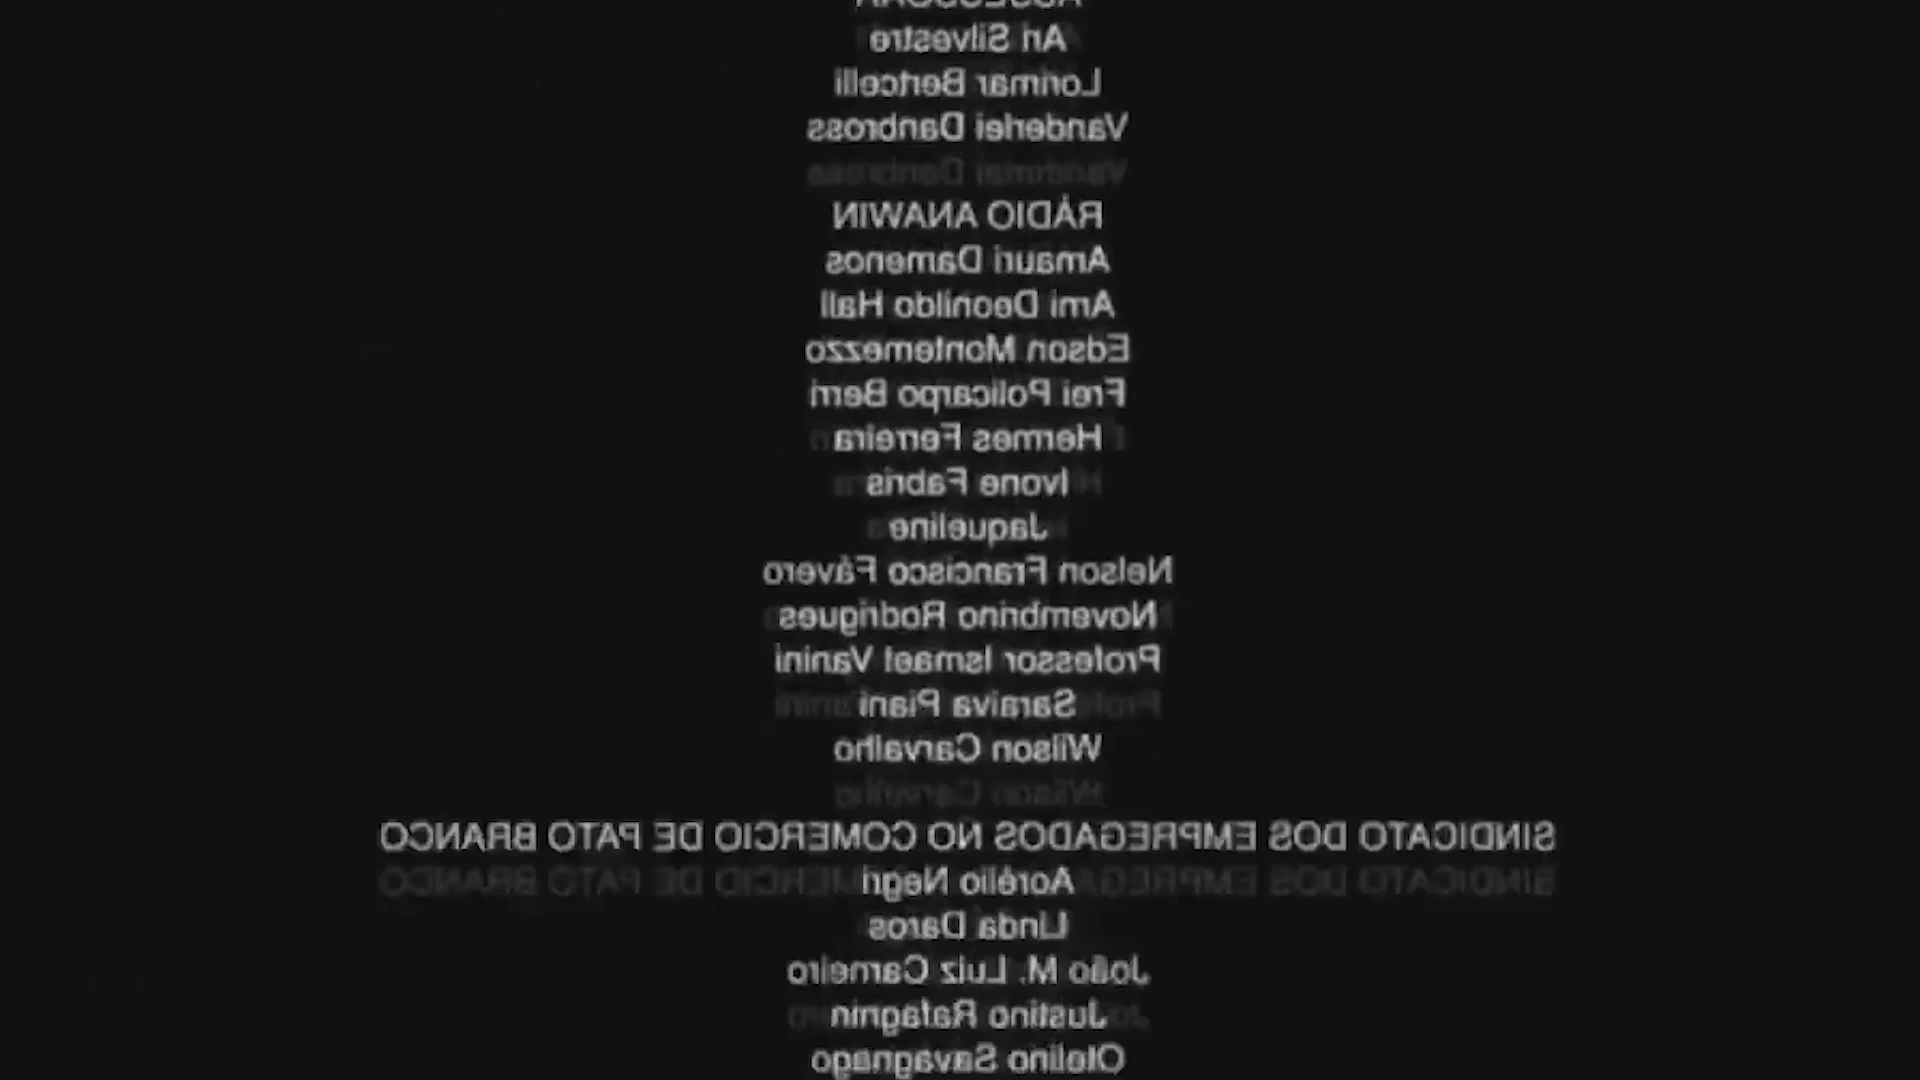 ASSESSOAR
Ari Silvestre
Lorimar Bertcelli
Vanderlei Danbross
RÁDIO ANAWIN
Amauri Damenos
Arni Deonildo Hall
Edson Montemezzo
Frei Policarpo Berri
Hermes Ferreira
Ivone Fabris
Jaqueline
Nelson Francisco Fávero
Novembrino Rodrigues
Professor Ismael Vanini
Saraiva Piani
Wilson Carvalho
SINDICATO DOS EMPREGADOS NO COMERCIO DE PATO BRANCO
Aorélio Negri
Linda Daros
João M. Luiz Carneiro
Justino Rafagnin
Otelino Savagnago